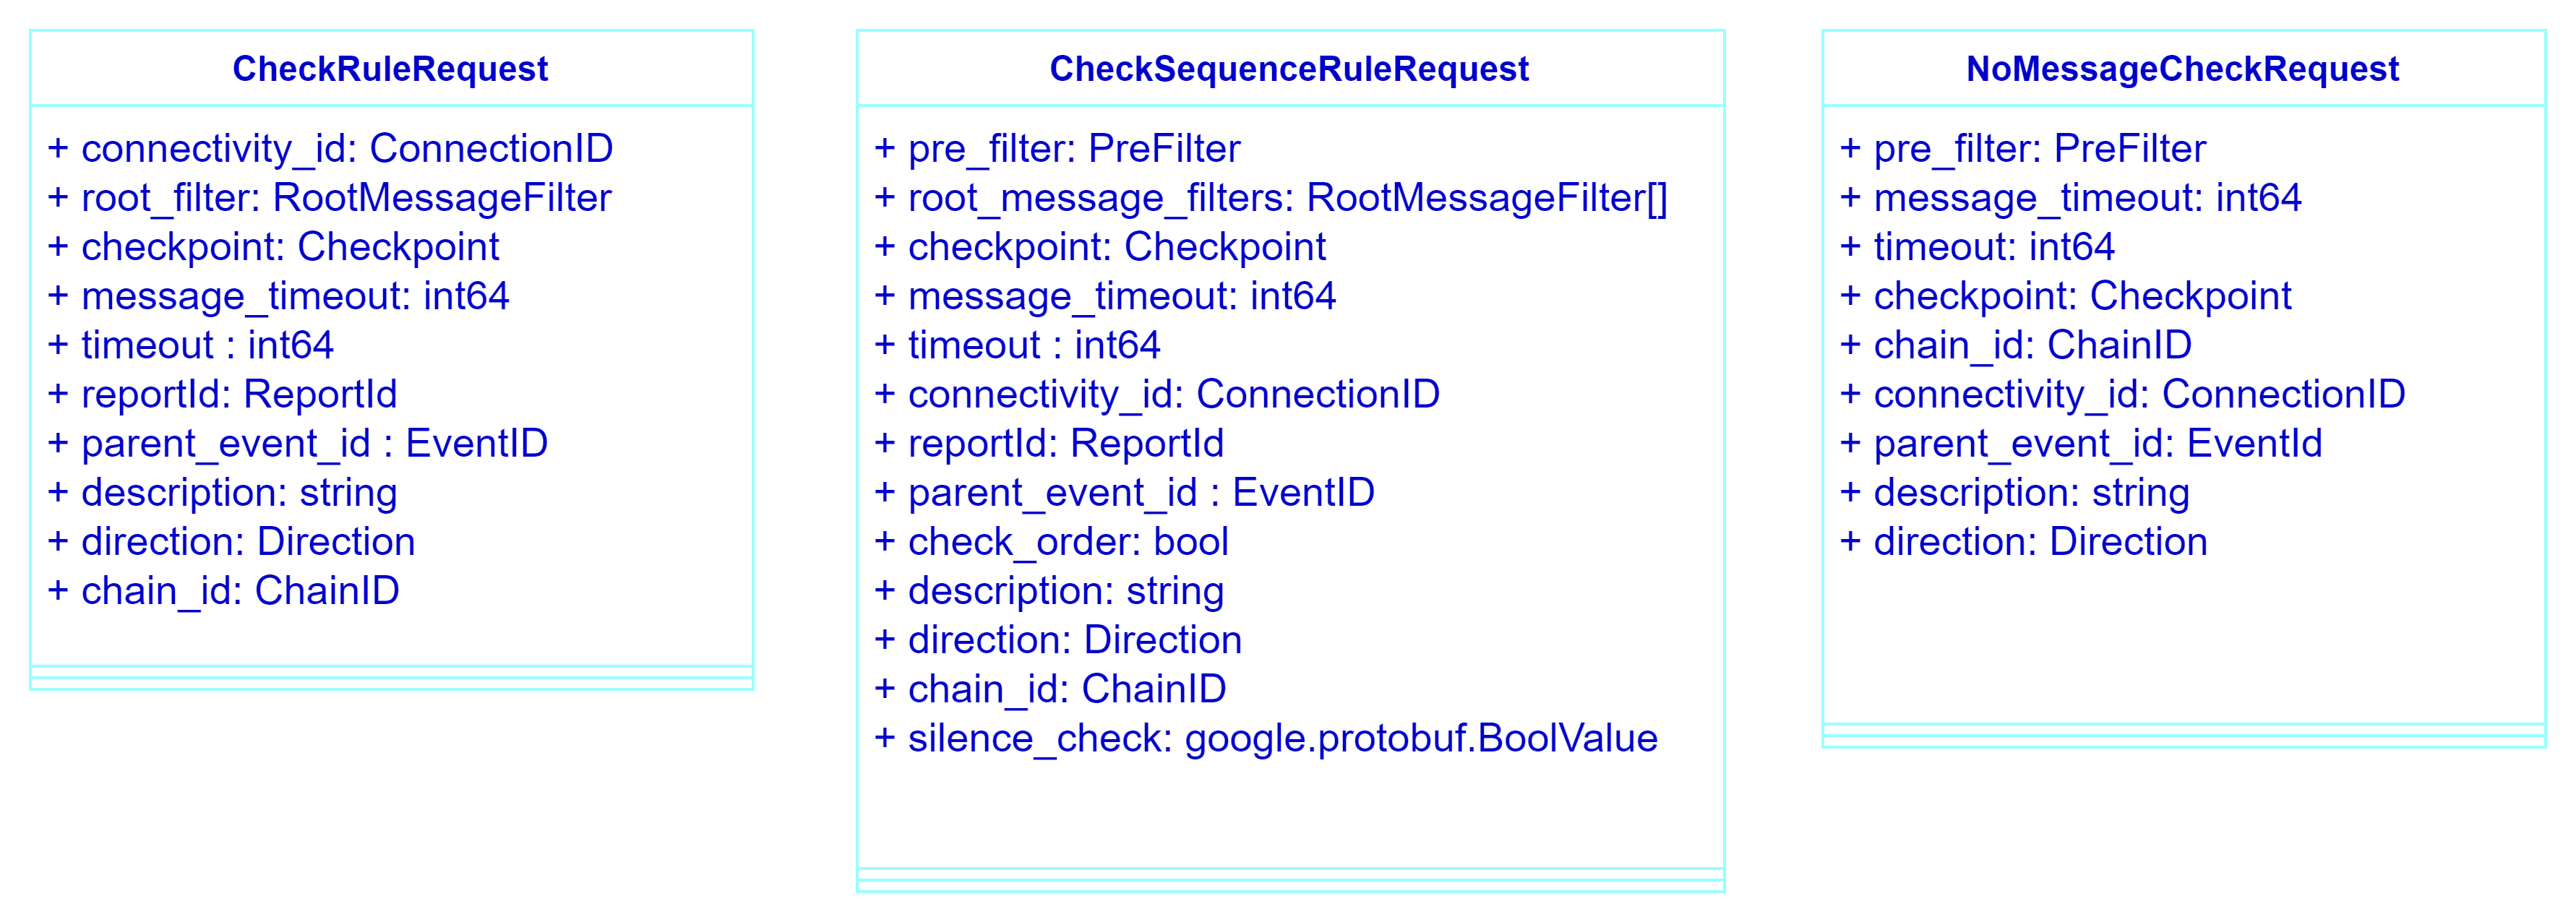 CheckRuleRequest
+ connectivity_id: ConnectionID
+ root_filter: RootMessageFilter
+ checkpoint: Checkpoint
+ message_timeout: int64
+ timeout : int64
+ reportId: ReportId
+ parent_event_id : EventID
+ description: string
+ direction: Direction
+ chain_id: ChainID
CheckSequenceRuleRequest
+ pre_filter: PreFilter
+ root_message_filters: RootMessageFilter[]
+ checkpoint: Checkpoint
+ message_timeout: int64
+ timeout : int64
+ connectivity_id: ConnectionID
+ reportId: ReportId
+ parent_event_id : EventID
+ check_order: bool
+ description: string
+ direction: Direction
+ chain_id: ChainID
+ silence_check: google.protobuf.BoolValue
NoMessageCheckRequest
+ pre_filter: PreFilter
+ message_timeout: int64
+ timeout: int64
+ checkpoint: Checkpoint
+ chain_id: ChainID
+ connectivity_id: ConnectionID
+ parent_event_id: EventId
+ description: string
+ direction: Direction